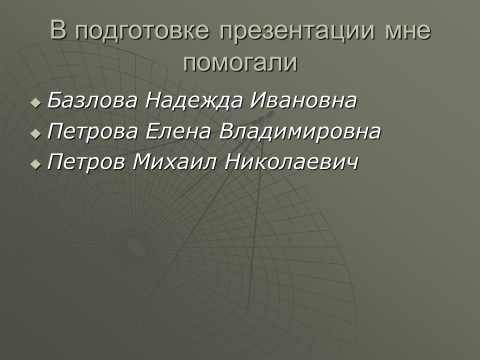 В подготовке презентации мне
помогали
Базлова Надежда Ивановна
Петрова Елена Владимировна
Петров Михаил Николаевич